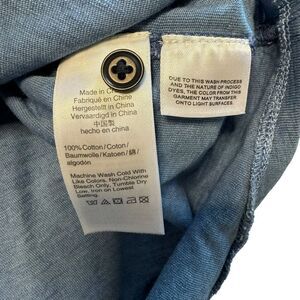 Made in
Fabriqué en China
Hergestellt in China
Vervaardigd in China
中国製
hecho en China
100%Cotton/Coton/
Baumwolle/Katoen/綿/
algodón
Machine Wash Cold With
Like Colors, Non-Chlorine
Bleach Only, Tumble Dry
Low, Iron on Lowest
Setting
DUE TO THIS WASH PROCESS
AND THE NATURE OF INDIGO
DYES, THE COLOR FROM THIS
GARMENT MAY TRANSFER
ONTO LIGHT SURFACES.